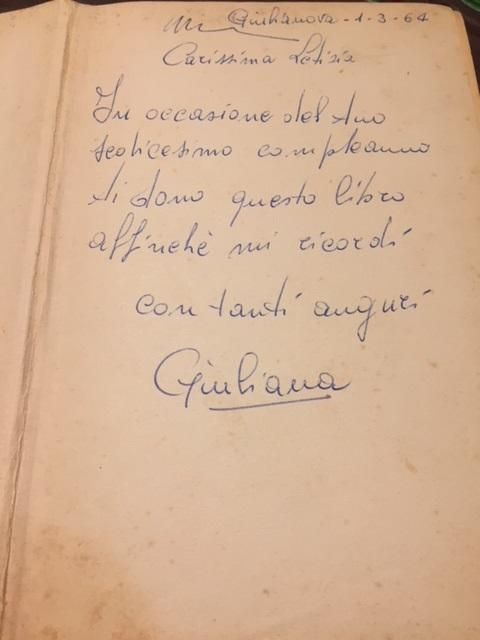 Giulianova - 1-3-64
Carissima Letizia
In occasione del tuo
sedicesimo compleanno
ti dono questo libro
affinchè mi ricordi
con tanti auguri
Giuliana